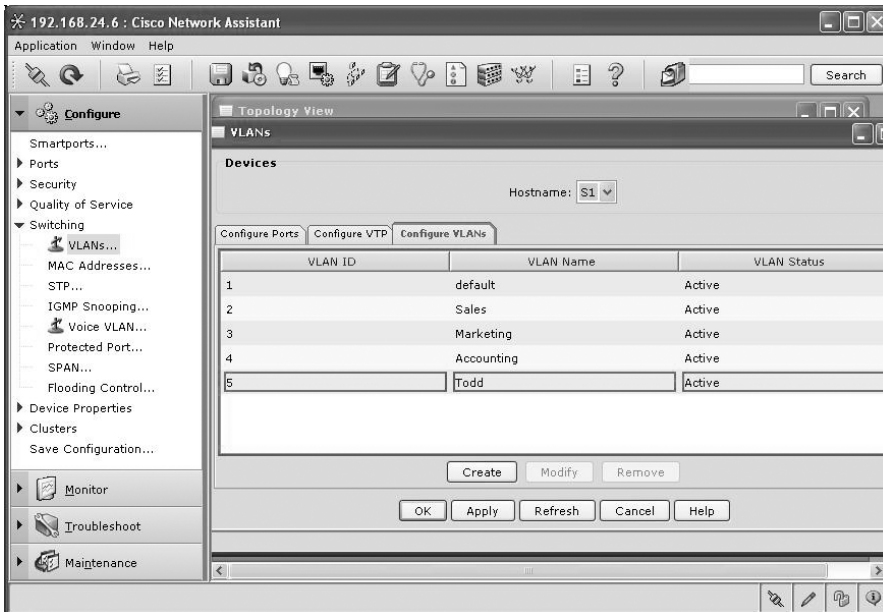 192.168.24.6 : Cisco Network Assistant
Application Window Help
Search
Configure
Smartports...
Ports
Security
Quality of Service
Switching
VLANs...
MAC Addresses...
STP...
IGMP Snooping...
Voice VLAN...
Protected Port...
SPAN...
Flooding Control...
Device Properties
Clusters
Save Configuration...
Monitor
Troubleshoot
Maintenance
Topology View
VLANs
Devices
Hostname: S1
Configure Ports Configure VTP Configure VLANs
VLAN ID VLAN Name VLAN Status
1 default Active
2 Sales Active
3 Marketing Active
4 Accounting Active
5 Todd Active
Create Modify Remove
OK Apply Refresh Cancel Help